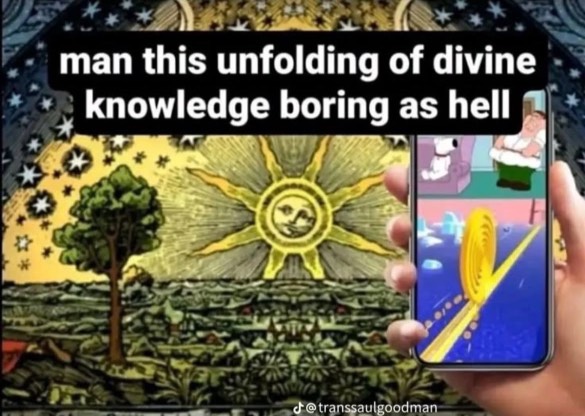 man this unfolding of divine
knowledge boring as hell
@transsaulgoodman